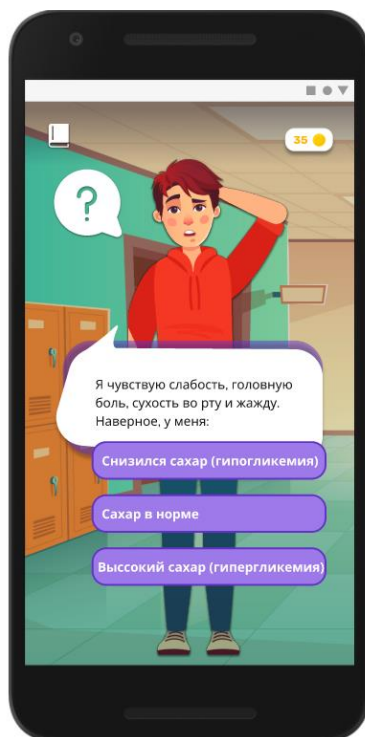 35
?
Я чувствую слабость, головную
боль, сухость во рту и жажду.
Наверное, у меня:
Снизился сахар (гипогликемия)
Сахар в норме
Выссокий сахар (гипергликемия)